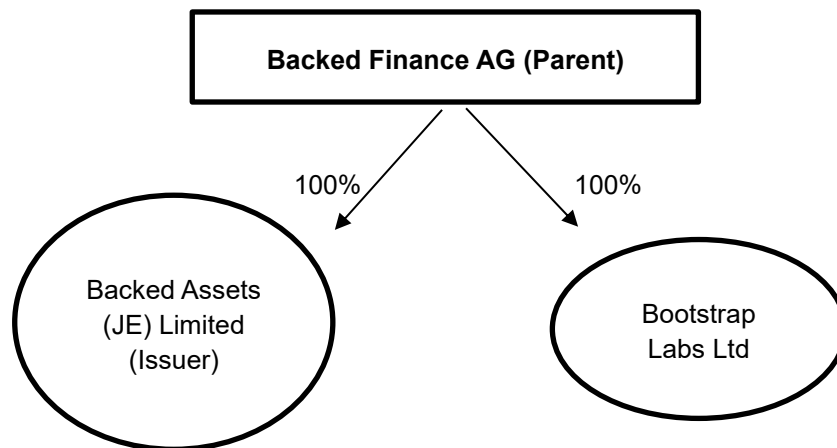 Backed Finance AG (Parent)
100%
100%
Backed Assets
(JE) Limited
(Issuer)
Bootstrap
Labs Ltd